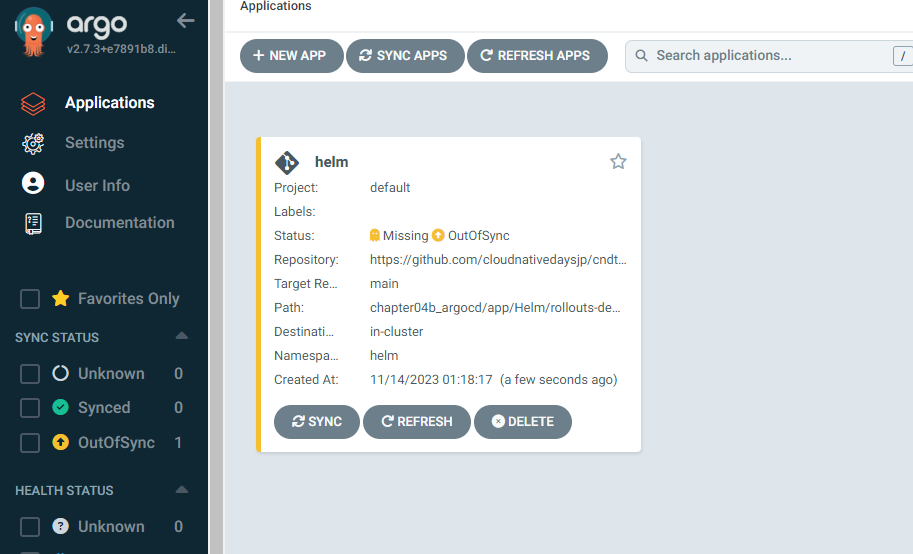 argo
v2.7.3+e7891b8.di...
Applications
Settings
User Info
Documentation
Favorites Only
SYNC STATUS
Unknown 0
Synced 0
OutOfSync 1
HEALTH STATUS
Unknown 0
Applications
NEW APP SYNC APPS REFRESH APPS Search applications... /
helm
Project: default
Labels:
Status: Missing OutOfSync
Repository: https://github.com/cloudnativedaysjp/cndt...
Target Re... main
Path: chapter04b_argocd/app/Helm/rollouts-de...
Destinati... in-cluster
Namespa... helm
Created At: 11/14/2023 01:18:17 (a few seconds ago)
SYNC REFRESH DELETE